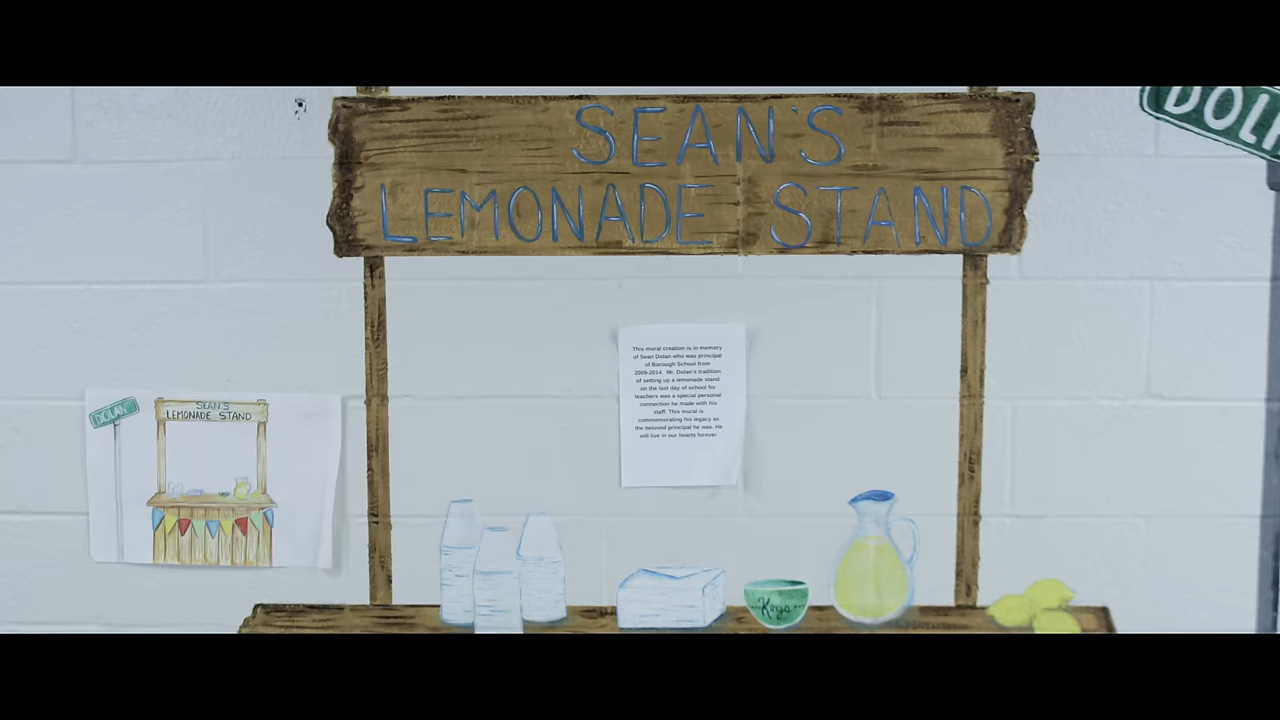 SEAN'S
LEMONADE STAND
DOLI
This mural creation is in memory
of Sean Dolan who was principal
of Borough School from
2008-2014. Mr. Dolan's tradition
of setting up a lemonade stand
on the last day of school for
teachers was a special personal
connection he made with his
staff. This mural is
commemorating his legacy as
the beloved principal he was. He
will live in our hearts forever.
DOLAN
SEAN'S
LEMONADE STAND
Keys